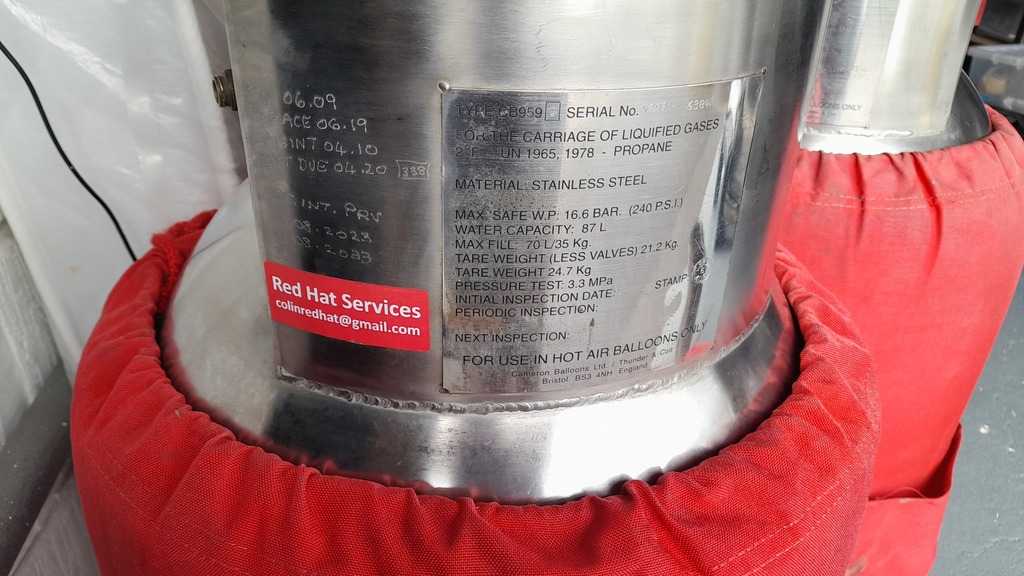 06.09
ACE 06.19
INT 04.10
DUE 04.20 338
INT. PRV
08.2023
08.2033
Red Hat Services
colinredhat@gmail.com
TYPE CB959 SERIAL No.
FOR THE CARRIAGE OF LIQUIFIED GASES
UN 1965, 1978 - PROPANE
MATERIAL: STAINLESS STEEL
MAX. SAFE W.P: 16.6 BAR. (240 P.S.I.)
WATER CAPACITY: 87 L
MAX FILL: 70 L/35 Kg.
TARE WEIGHT (LESS VALVES) 21.2 Kg.
TARE WEIGHT 24.7 Kg
PRESSURE TEST: 3.3 MPa
INITIAL INSPECTION DATE: STAMP
PERIODIC INSPECTION:
NEXT INSPECTION:
FOR USE IN HOT AIR BALLOONS ONLY
Cameron Balloons Ltd / Thunder & Colt
Bristol BS3 4NH England
ONLY